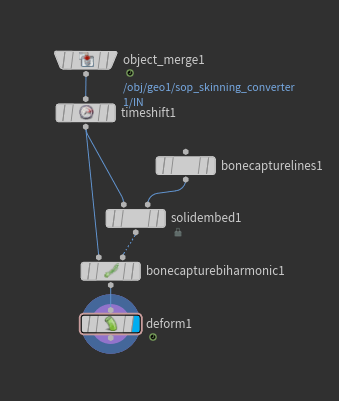 object_merge1
/obj/geo1/sop_skinning_converter
1/IN
timeshift1
bonecapturelines1
solidembed1
bonecapturebiharmonic1
deform1